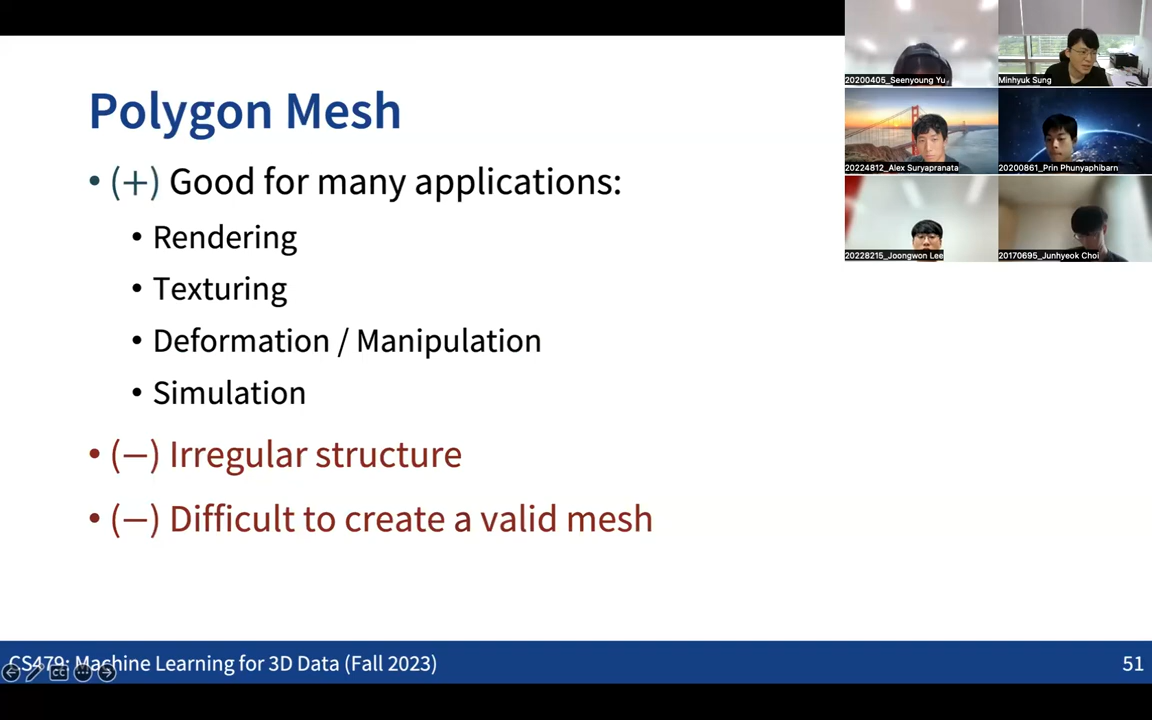 Polygon Mesh
• (+) Good for many applications:
• Rendering
• Texturing
• Deformation / Manipulation
• Simulation
• (−) Irregular structure
• (−) Difficult to create a valid mesh
CS479: Machine Learning for 3D Data (Fall 2023)
51
CC
20200405_Seenyoung Yu
Minhyuk Sung
20224812_Alex Suryapranata
20200861_Prin Phunyaphibarn
20228215_Joongwon Lee
20170695_Junhyeok Choi